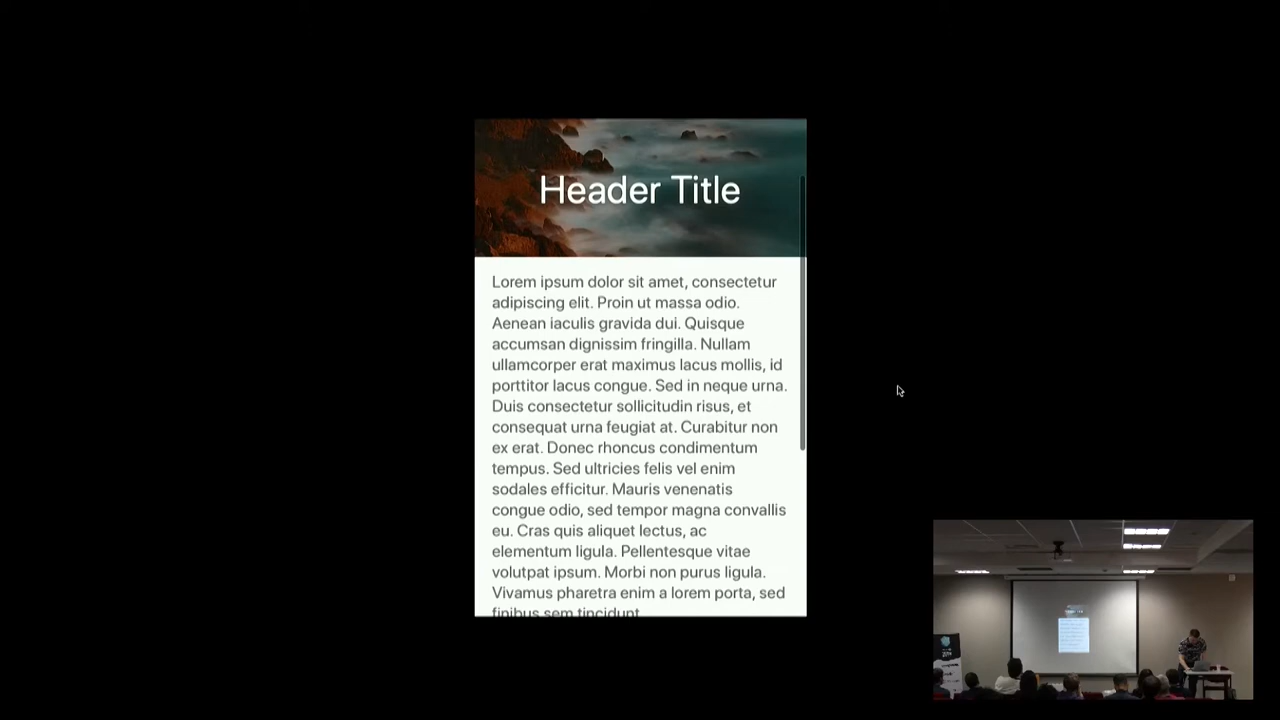 Header Title
Lorem ipsum dolor sit amet, consectetur
adipiscing elit. Proin ut massa odio.
Aenean iaculis gravida dui. Quisque
accumsan dignissim fringilla. Nullam
ullamcorper erat maximus lacus mollis, id
porttitor lacus congue. Sed in neque urna.
Duis consectetur sollicitudin risus, et
consequat urna feugiat at. Curabitur non
ex erat. Donec rhoncus condimentum
tempus. Sed ultricies felis vel enim
sodales efficitur. Mauris venenatis
congue odio, sed tempor magna convallis
eu. Cras quis aliquet lectus, ac
elementum ligula. Pellentesque vitae
volutpat ipsum. Morbi non purus ligula.
Vivamus pharetra enim a lorem porta, sed
finibus sem tincidunt